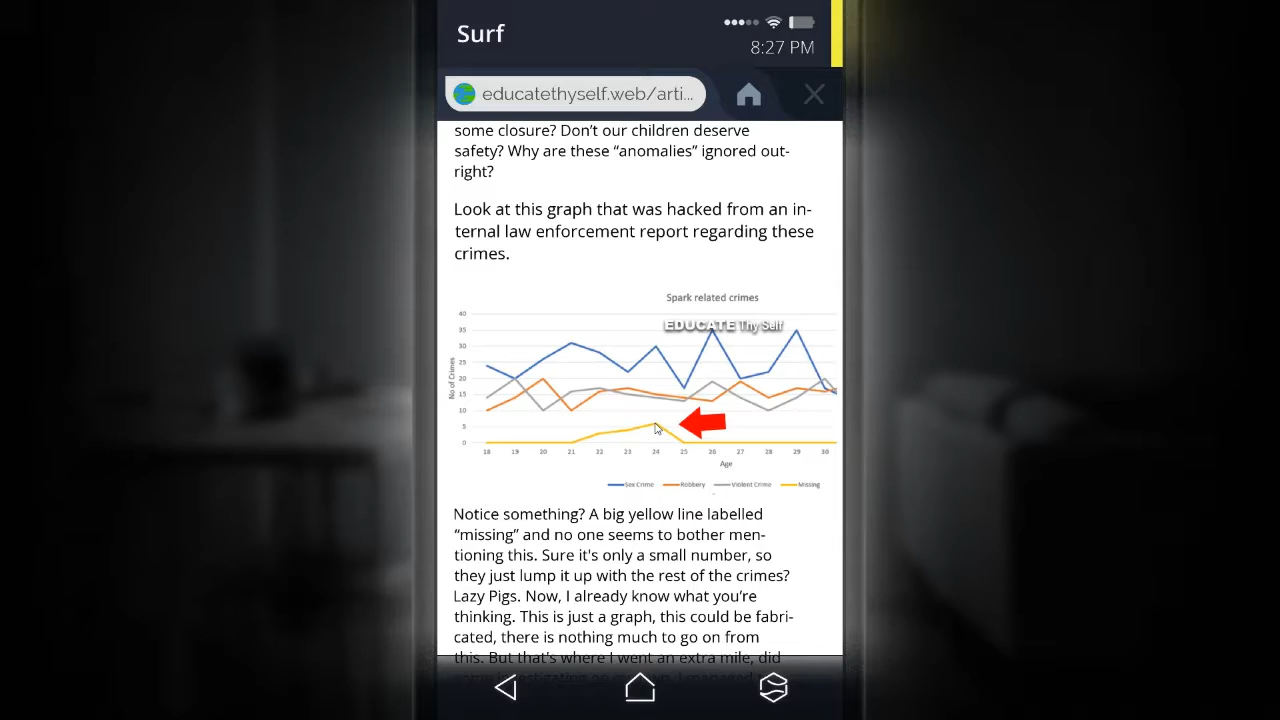 Surf
8:27 PM
educatethyself.web/arti...
some closure? Don't our children deserve
safety? Why are these “anomalies” ignored out-
right?
Look at this graph that was hacked from an in-
ternal law enforcement report regarding these
crimes.
Spark related crimes
EDUCATE Thy Self
40
35
30
25
20
15
10
5
0
No of Crimes
18 19 20 21 22 23 24 25 26 27 28 29 30
Age
Sex Crime Robbery Violent Crime Missing
Notice something? A big yellow line labelled
“missing” and no one seems to bother men-
tioning this. Sure it's only a small number, so
they just lump it up with the rest of the crimes?
Lazy Pigs. Now, I already know what you're
thinking. This is just a graph, this could be fabri-
cated, there is nothing much to go on from
this. But that's where I went an extra mile, did